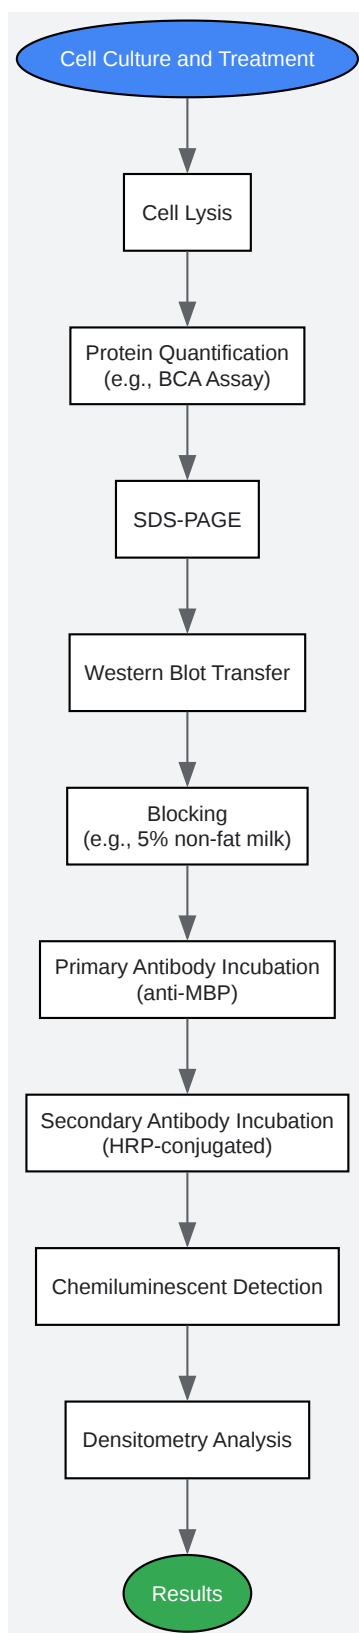 Cell Culture and Treatment
Cell Lysis
Protein Quantification
(e.g., BCA Assay)
SDS-PAGE
Western Blot Transfer
Blocking
(e.g., 5% non-fat milk)
Primary Antibody Incubation
(anti-MBP)
Secondary Antibody Incubation
(HRP-conjugated)
Chemiluminescent Detection
Densitometry Analysis
Results